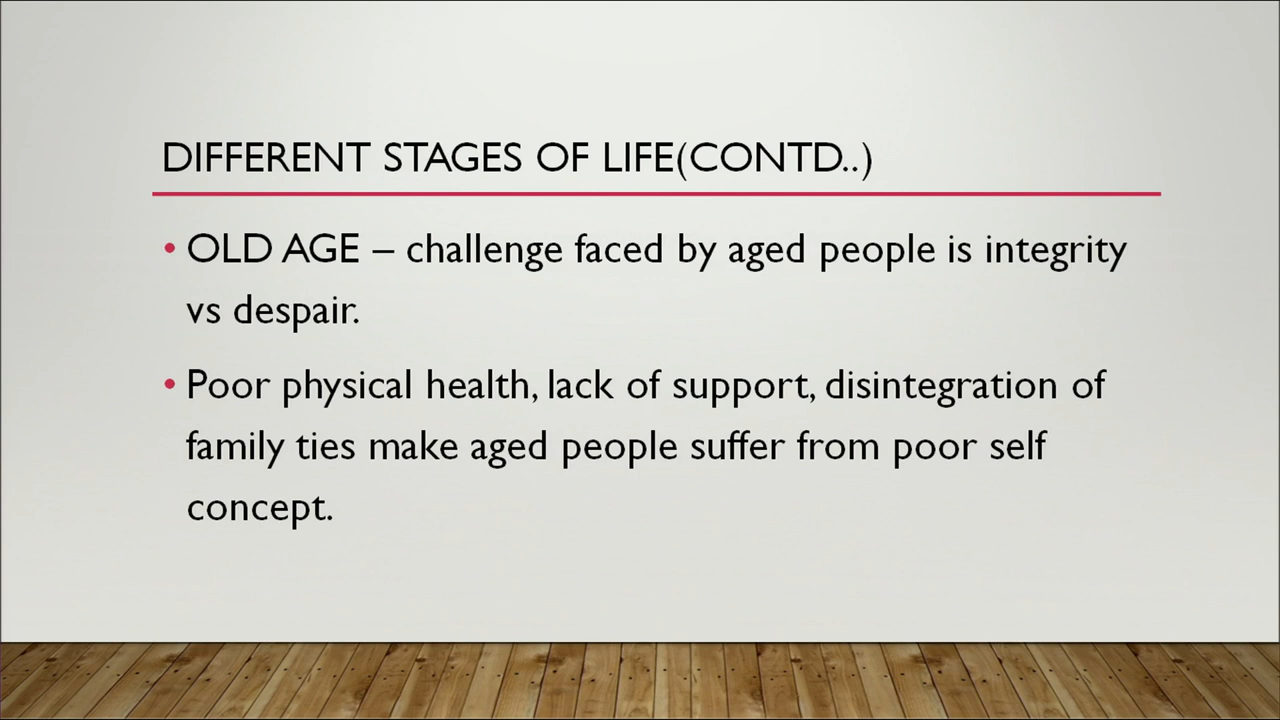 DIFFERENT STAGES OF LIFE(CONTD..)
• OLD AGE – challenge faced by aged people is integrity
vs despair.
• Poor physical health, lack of support, disintegration of
family ties make aged people suffer from poor self
concept.